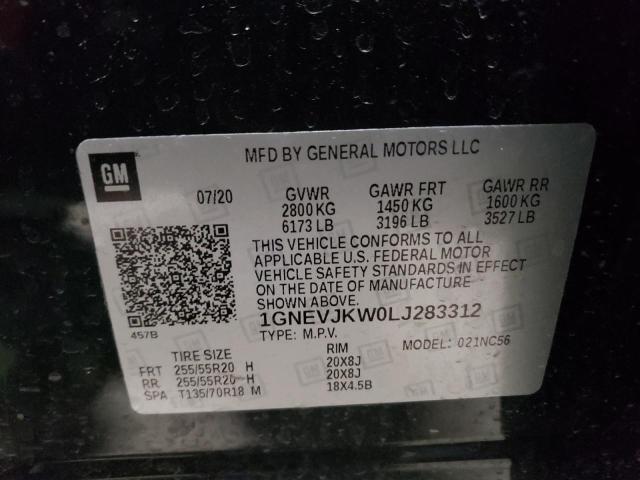 GM
MFD BY GENERAL MOTORS LLC
07/20 GVWR GAWR FRT GAWR RR
2800 KG 1450 KG 1600 KG
6173 LB 3196 LB 3527 LB
THIS VEHICLE CONFORMS TO ALL
APPLICABLE U.S. FEDERAL MOTOR
VEHICLE SAFETY STANDARDS IN EFFECT
ON THE DATE OF MANUFACTURE
SHOWN ABOVE.
1GNEVJKW0LJ283312
457B
TYPE: M.P.V. MODEL: 021NC56
TIRE SIZE RIM
FRT 255/55R20 H 20X8J
RR 255/55R20 H 20X8J
SPA T135/70R18 M 18X4.5B